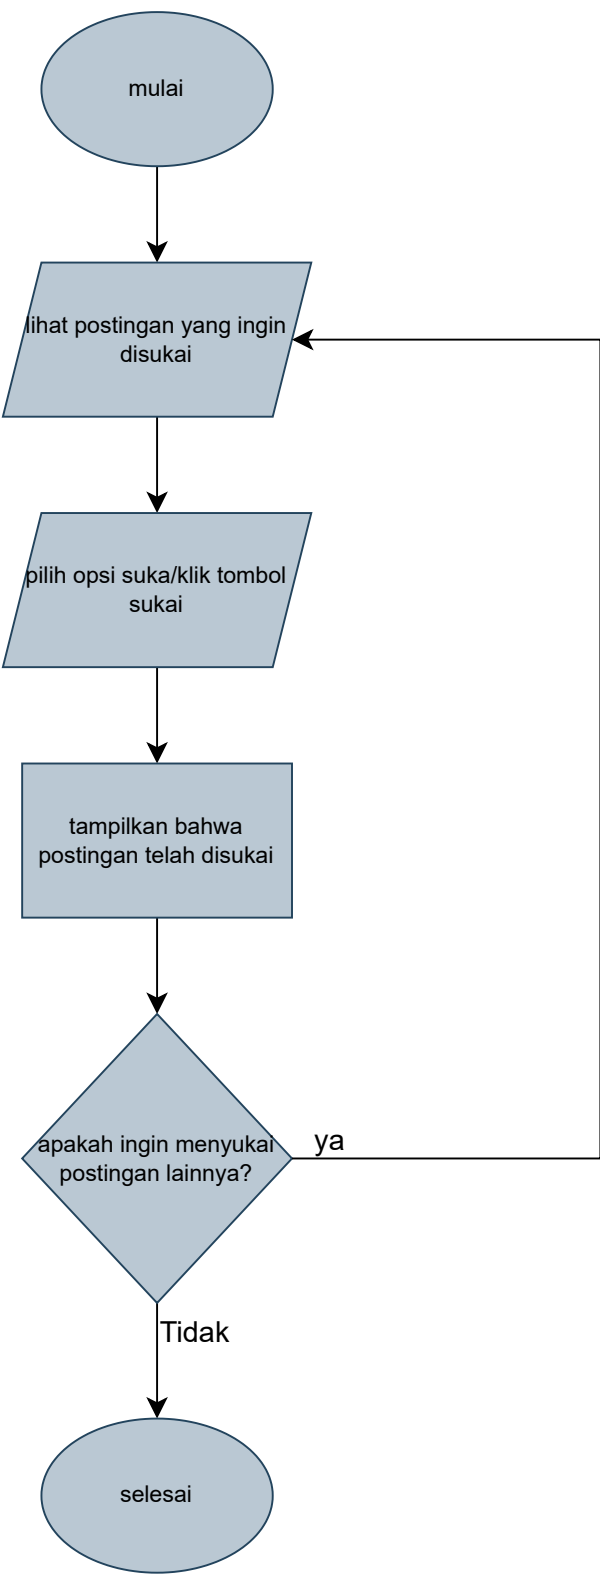 mulai
lihat postingan yang ingin
disukai
pilih opsi suka/klik tombol
sukai
tampilkan bahwa
postingan telah disukai
apakah ingin menyukai
postingan lainnya?
ya
Tidak
selesai